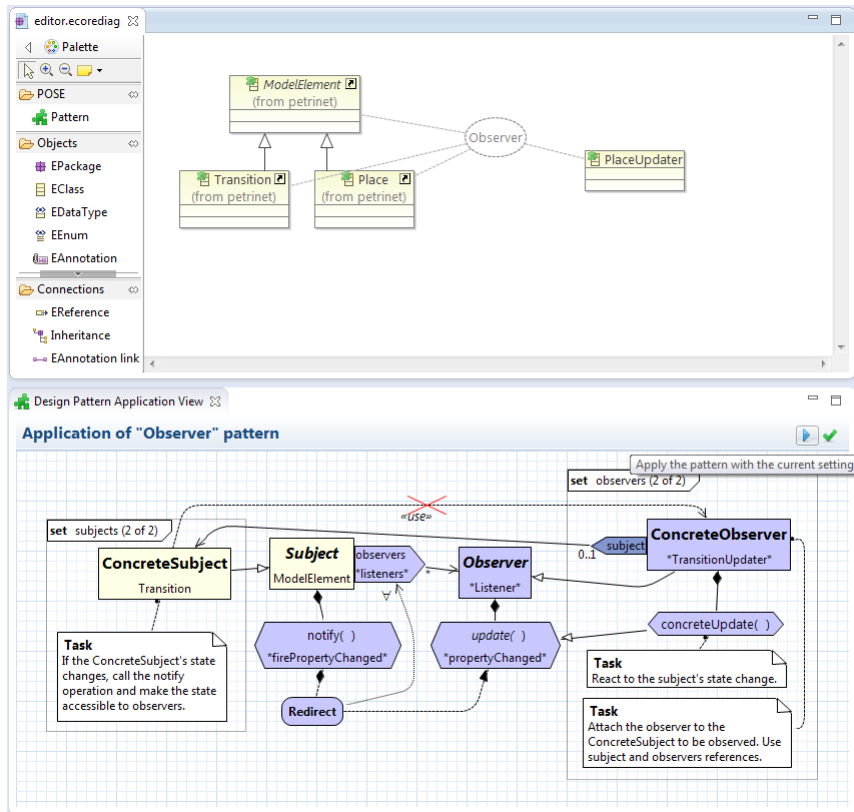 editor.ecorediag
Palette
POSE
Pattern
Objects
EPackage
EClass
EDataType
EEnum
EAnnotation
Connections
EReference
Inheritance
EAnnotation link
ModelElement
(from petrinet)
Observer
PlaceUpdater
Transition
(from petrinet)
Place
(from petrinet)
Design Pattern Application View
Application of "Observer" pattern
Apply the pattern with the current setting
set observers (2 of 2)
set subjects (2 of 2)
«use»
ConcreteSubject
Transition
Subject
ModelElement
observers
*listeners*
*
∀
Observer
*Listener*
subject
0..1
ConcreteObserver
*TransitionUpdater*
notify( )
*firePropertyChanged*
update( )
*propertyChanged*
concreteUpdate( )
Redirect
Task
If the ConcreteSubject's state
changes, call the notify
operation and make the state
accessible to observers.
Task
React to the subject's state change.
Task
Attach the observer to the
ConcreteSubject to be observed. Use
subject and observers references.